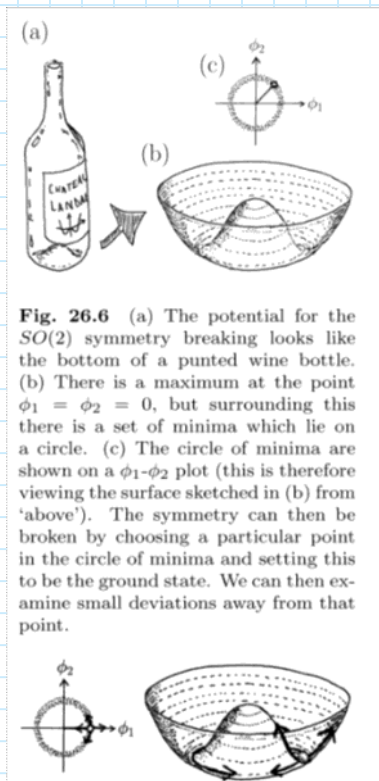 (a)
ϕ2
(c)
ϕ1
(b)
CHATEAU
LANDAU
Fig. 26.6 (a) The potential for the
SO(2) symmetry breaking looks like
the bottom of a punted wine bottle.
(b) There is a maximum at the point
ϕ1 = ϕ2 = 0, but surrounding this
there is a set of minima which lie on
a circle. (c) The circle of minima are
shown on a ϕ1-ϕ2 plot (this is therefore
viewing the surface sketched in (b) from
‘above’). The symmetry can then be
broken by choosing a particular point
in the circle of minima and setting this
to be the ground state. We can then ex-
amine small deviations away from that
point.
ϕ2
ϕ1